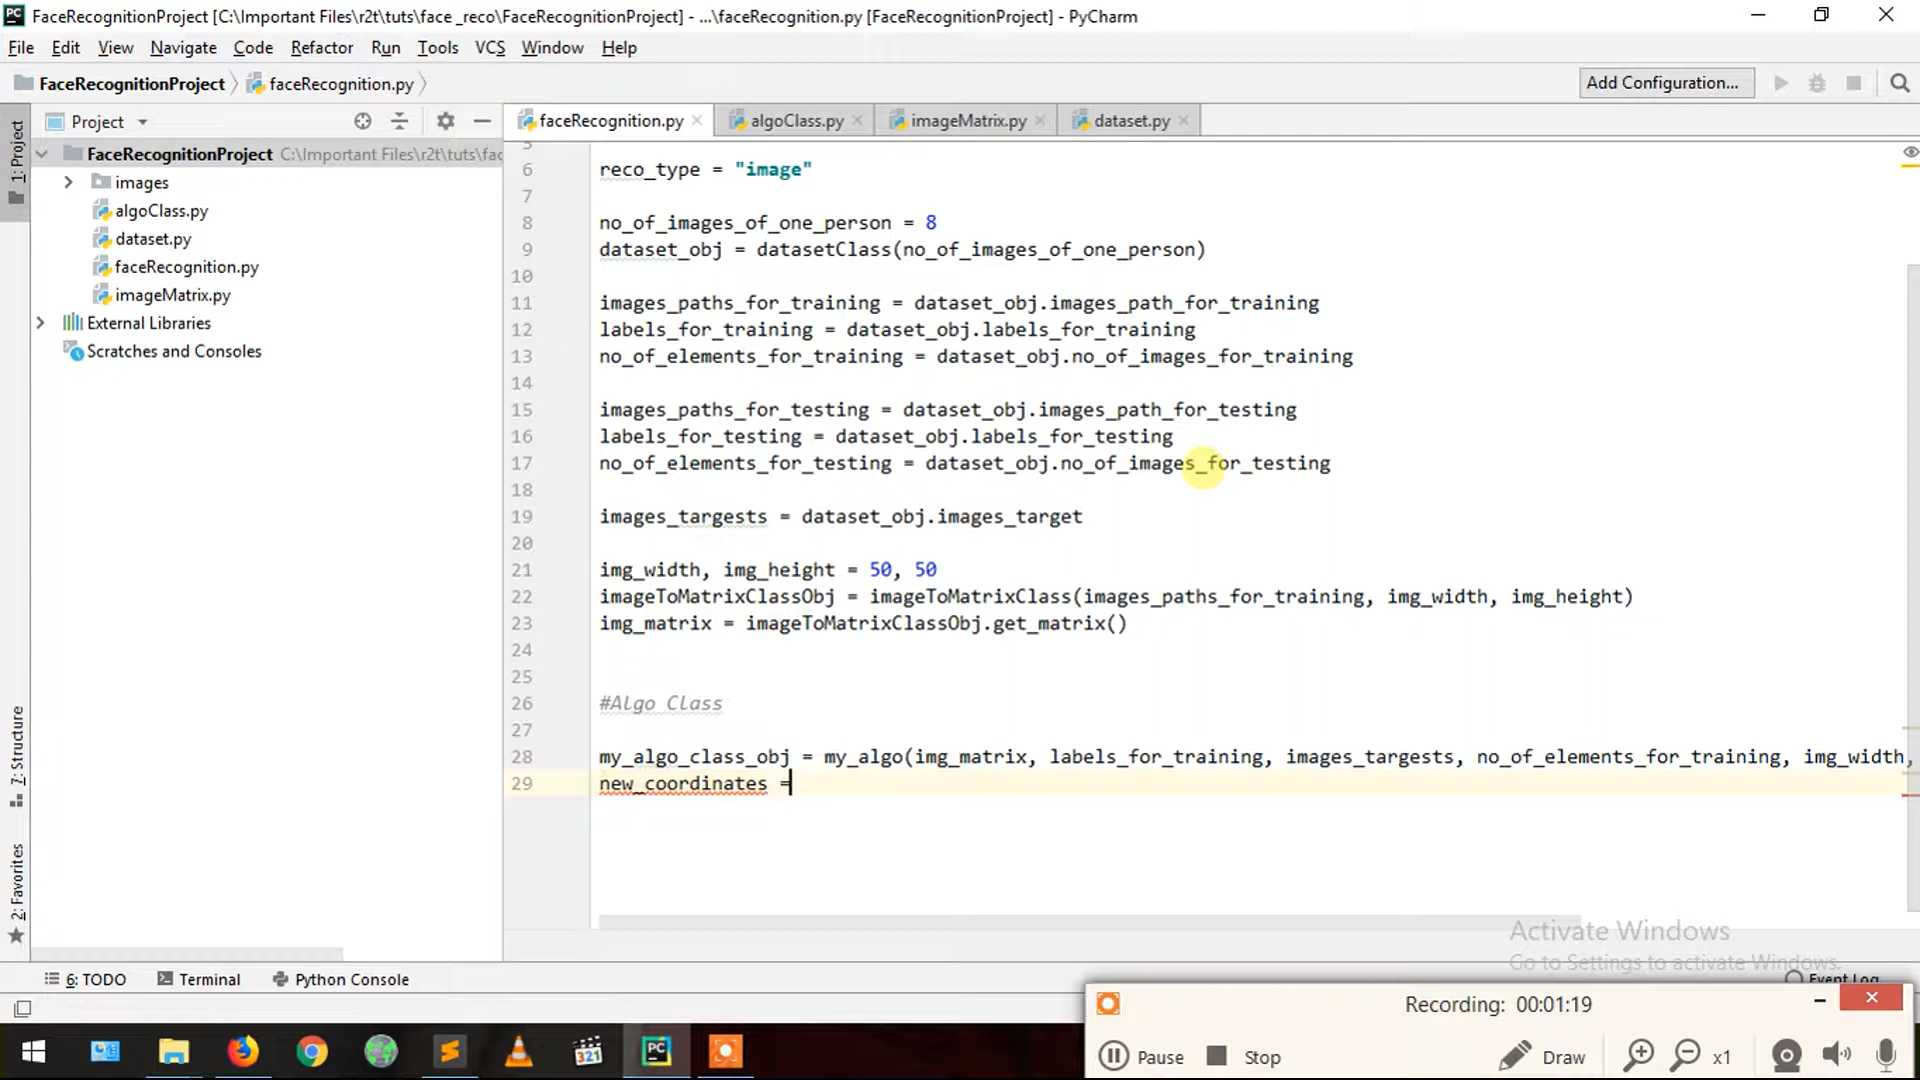 FaceRecognitionProject [C:\Important Files\r2t\tuts\face _reco\FaceRecognitionProject] - ...\faceRecognition.py [FaceRecognitionProject] - PyCharm
File Edit View Navigate Code Refactor Run Tools VCS Window Help
FaceRecognitionProject faceRecognition.py Add Configuration...
Project faceRecognition.py algoClass.py imageMatrix.py dataset.py
1: Project
FaceRecognitionProject C:\Important Files\r2t\tuts\fac
images
algoClass.py
dataset.py
faceRecognition.py
imageMatrix.py
External Libraries
Scratches and Consoles
7: Structure
2: Favorites
5
6 reco_type = "image"
7
8 no_of_images_of_one_person = 8
9 dataset_obj = datasetClass(no_of_images_of_one_person)
10
11 images_paths_for_training = dataset_obj.images_path_for_training
12 labels_for_training = dataset_obj.labels_for_training
13 no_of_elements_for_training = dataset_obj.no_of_images_for_training
14
15 images_paths_for_testing = dataset_obj.images_path_for_testing
16 labels_for_testing = dataset_obj.labels_for_testing
17 no_of_elements_for_testing = dataset_obj.no_of_images_for_testing
18
19 images_targests = dataset_obj.images_target
20
21 img_width, img_height = 50, 50
22 imageToMatrixClassObj = imageToMatrixClass(images_paths_for_training, img_width, img_height)
23 img_matrix = imageToMatrixClassObj.get_matrix()
24
25
26 #Algo Class
27
28 my_algo_class_obj = my_algo(img_matrix, labels_for_training, images_targests, no_of_elements_for_training, img_width,
29 new_coordinates =
Activate Windows
Go to Settings to activate Windows.
6: TODO Terminal Python Console Event Log
Recording: 00:01:19
Pause Stop Draw x1
PC 321 PC